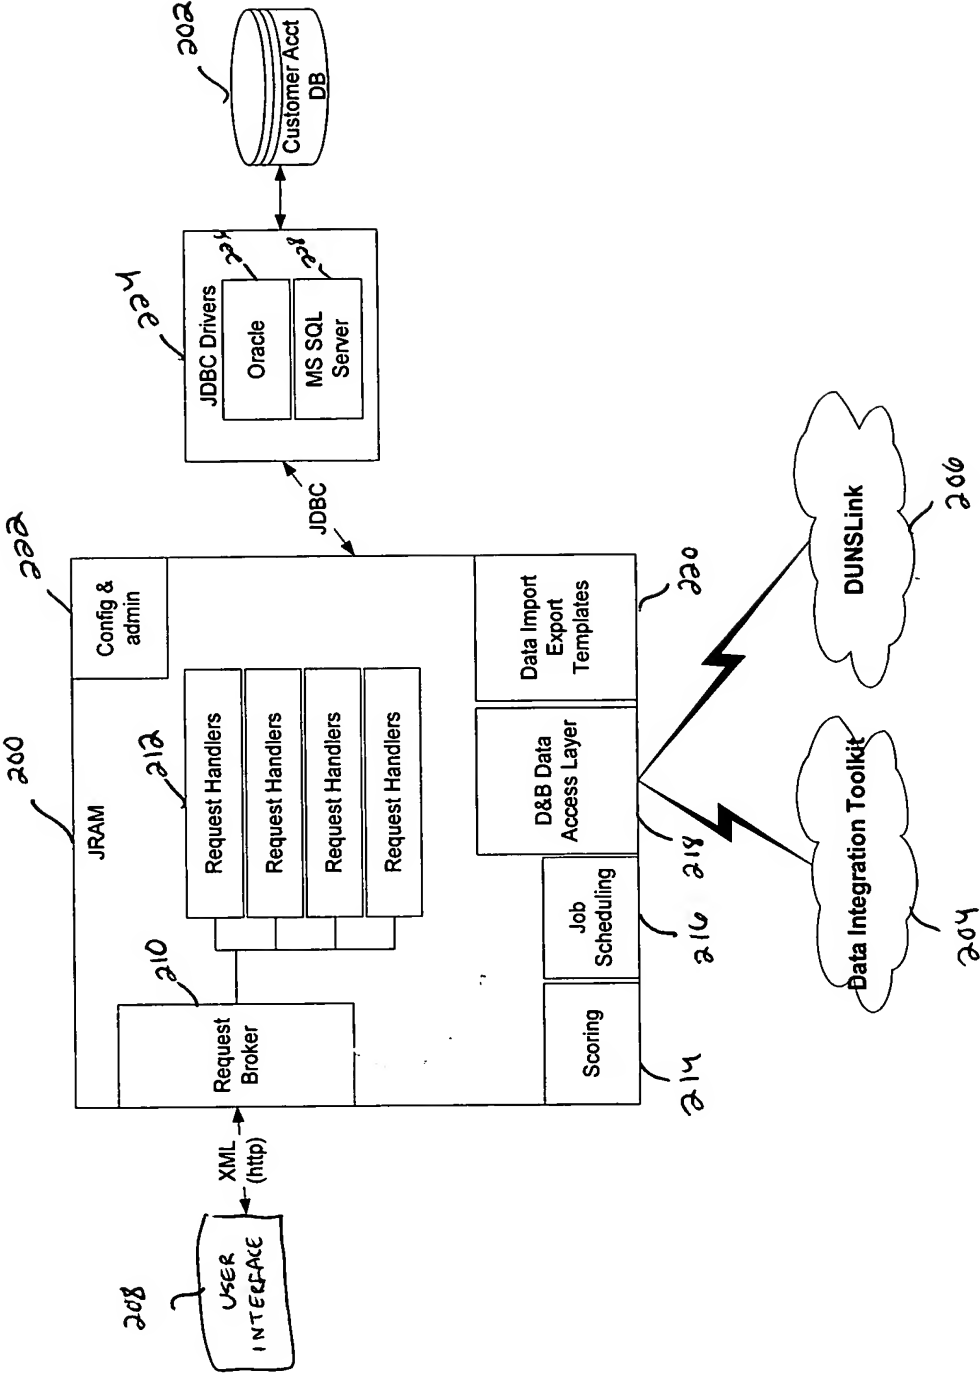 200
222
JRAM
Config &
admin
208
USER
INTERFACE
XML
(http)
210
Request
Broker
212
Request Handlers
Request Handlers
Request Handlers
Request Handlers
JDBC
224
JDBC Drivers
Oracle
224
MS SQL
Server
228
202
Customer Acct
DB
Scoring
Job
Scheduling
D&B Data
Access Layer
Data Import
Export
Templates
214
216
218
220
Data Integration Toolkit
204
DUNSLink
206